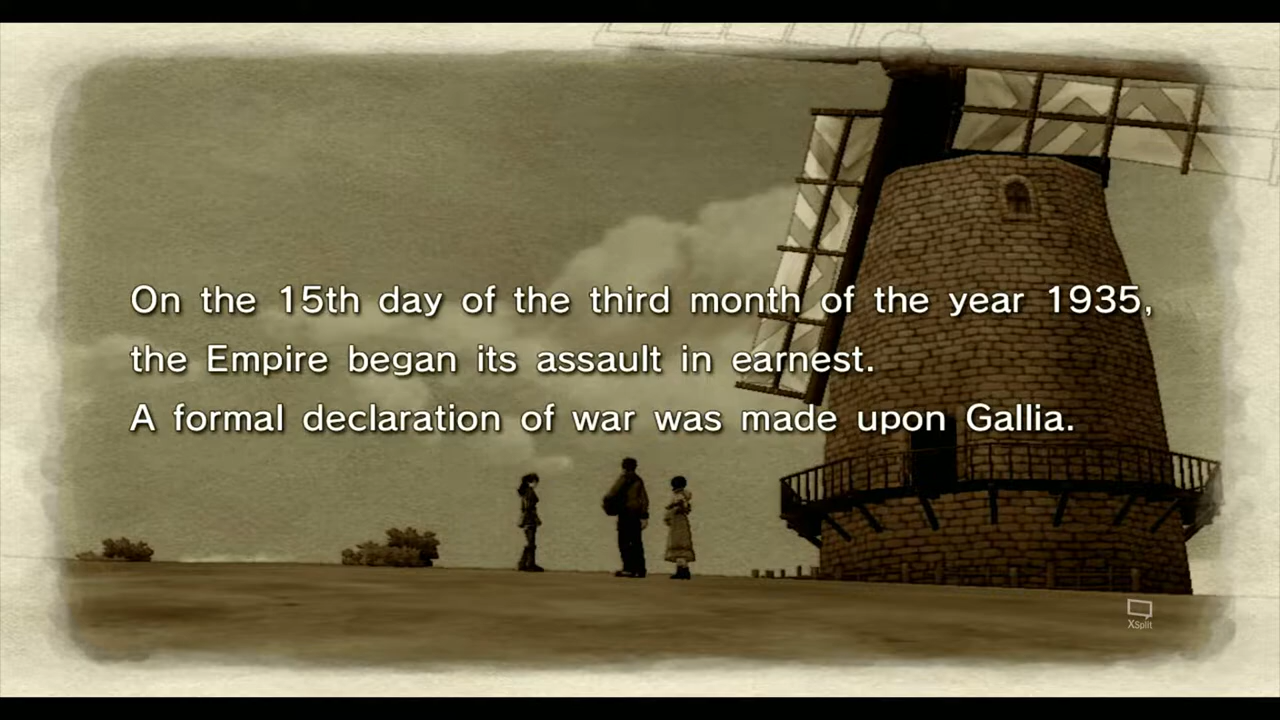 On the 15th day of the third month of the year 1935,
the Empire began its assault in earnest.
A formal declaration of war was made upon Gallia.
XSplit